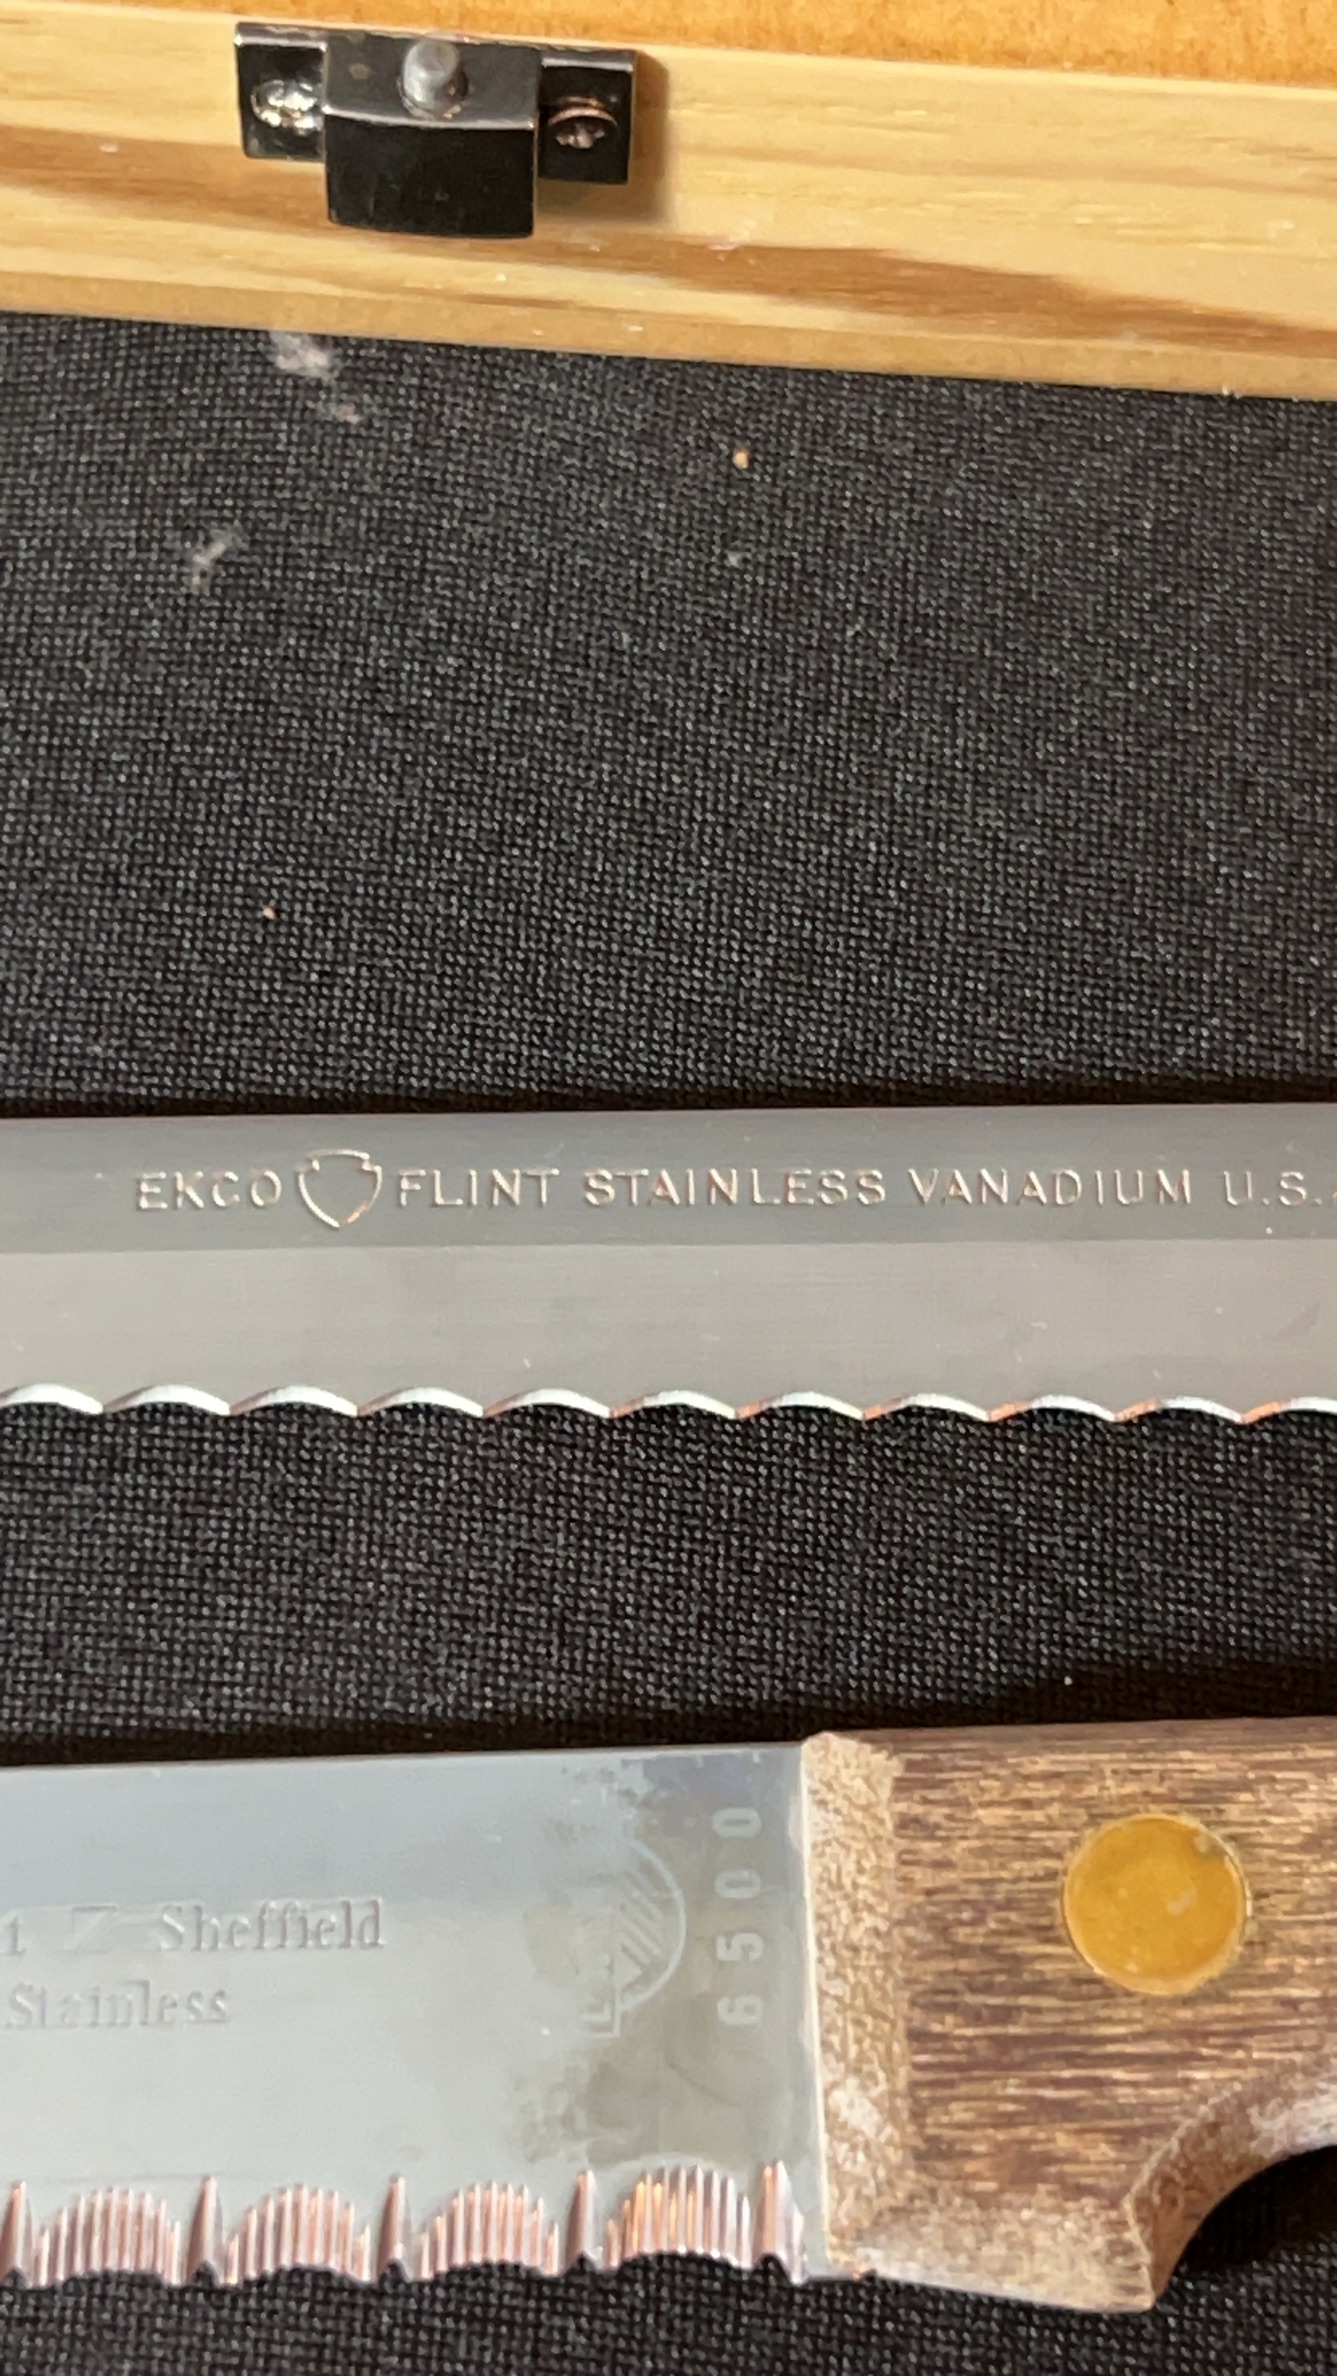 EKCO FLINT STAINLESS VANADIUM U.S.
Sheffield
Stainless
6500